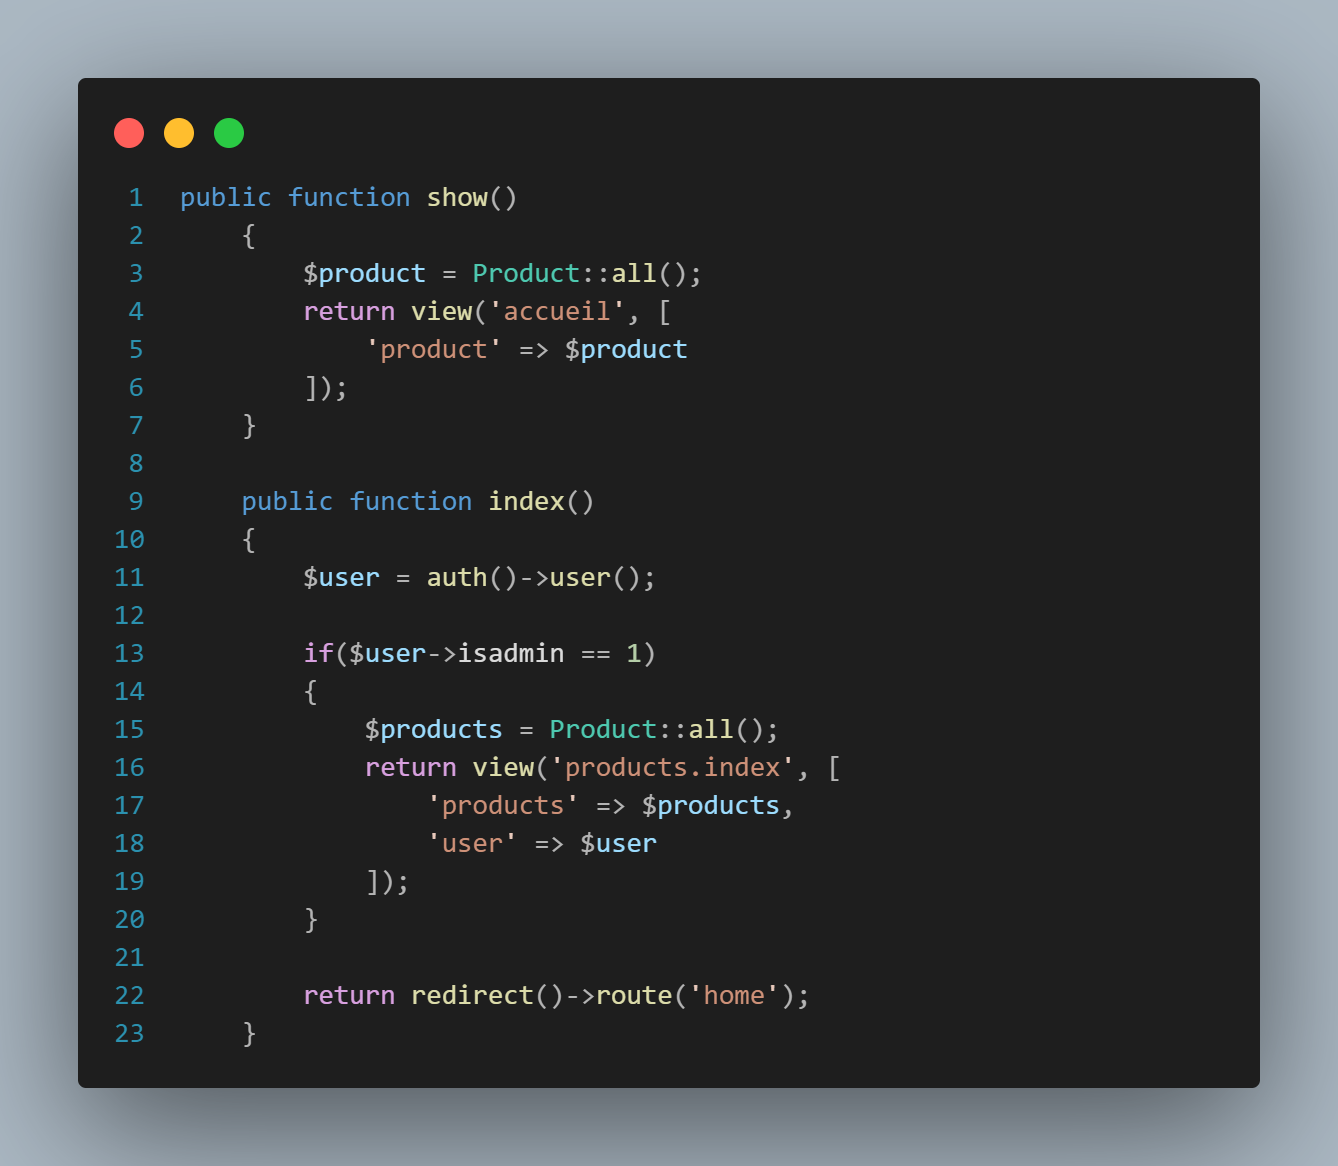 1 public function show()
2     {
3         $product = Product::all();
4         return view('accueil', [
5             'product' => $product
6         ]);
7     }
8
9     public function index()
10     {
11         $user = auth()->user();
12
13         if($user->isadmin == 1)
14         {
15             $products = Product::all();
16             return view('products.index', [
17                 'products' => $products,
18                 'user' => $user
19             ]);
20         }
21
22         return redirect()->route('home');
23     }